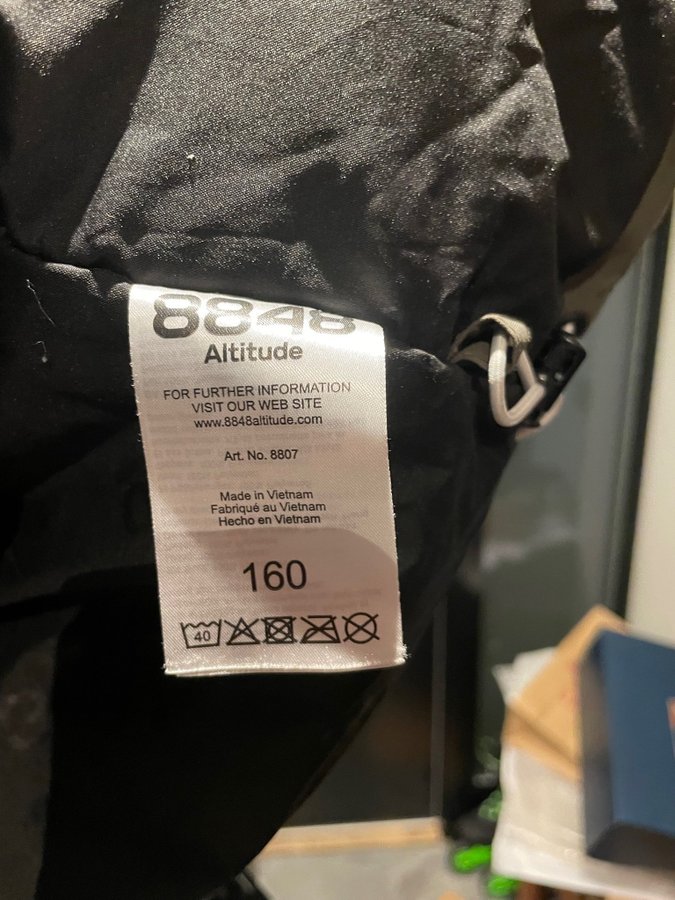 8848
Altitude
FOR FURTHER INFORMATION
VISIT OUR WEB SITE
www.8848altitude.com
Art. No. 8807
Made in Vietnam
Fabriqué au Vietnam
Hecho en Vietnam
160
40